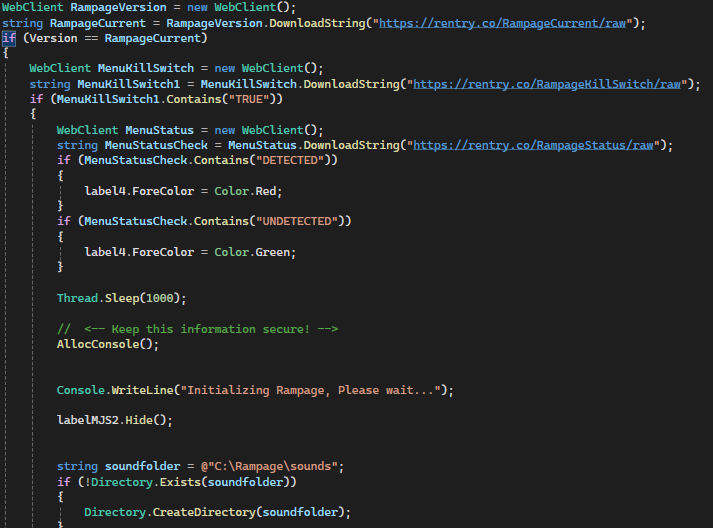 WebClient RampageVersion = new WebClient();
string RampageCurrent = RampageVersion.DownloadString("https://rentry.co/RampageCurrent/raw");
if (Version == RampageCurrent)
{
WebClient MenuKillSwitch = new WebClient();
string MenuKillSwitch1 = MenuKillSwitch.DownloadString("https://rentry.co/RampageKillSwitch/raw");
if (MenuKillSwitch1.Contains("TRUE"))
{
WebClient MenuStatus = new WebClient();
string MenuStatusCheck = MenuStatus.DownloadString("https://rentry.co/RampageStatus/raw");
if (MenuStatusCheck.Contains("DETECTED"))
{
label4.ForeColor = Color.Red;
}
if (MenuStatusCheck.Contains("UNDETECTED"))
{
label4.ForeColor = Color.Green;
}
Thread.Sleep(1000);
// <-- Keep this information secure! -->
AllocConsole();
Console.WriteLine("Initializing Rampage, Please wait...");
labelMJS2.Hide();
string soundfolder = @"C:\Rampage\sounds";
if (!Directory.Exists(soundfolder))
{
Directory.CreateDirectory(soundfolder);
}